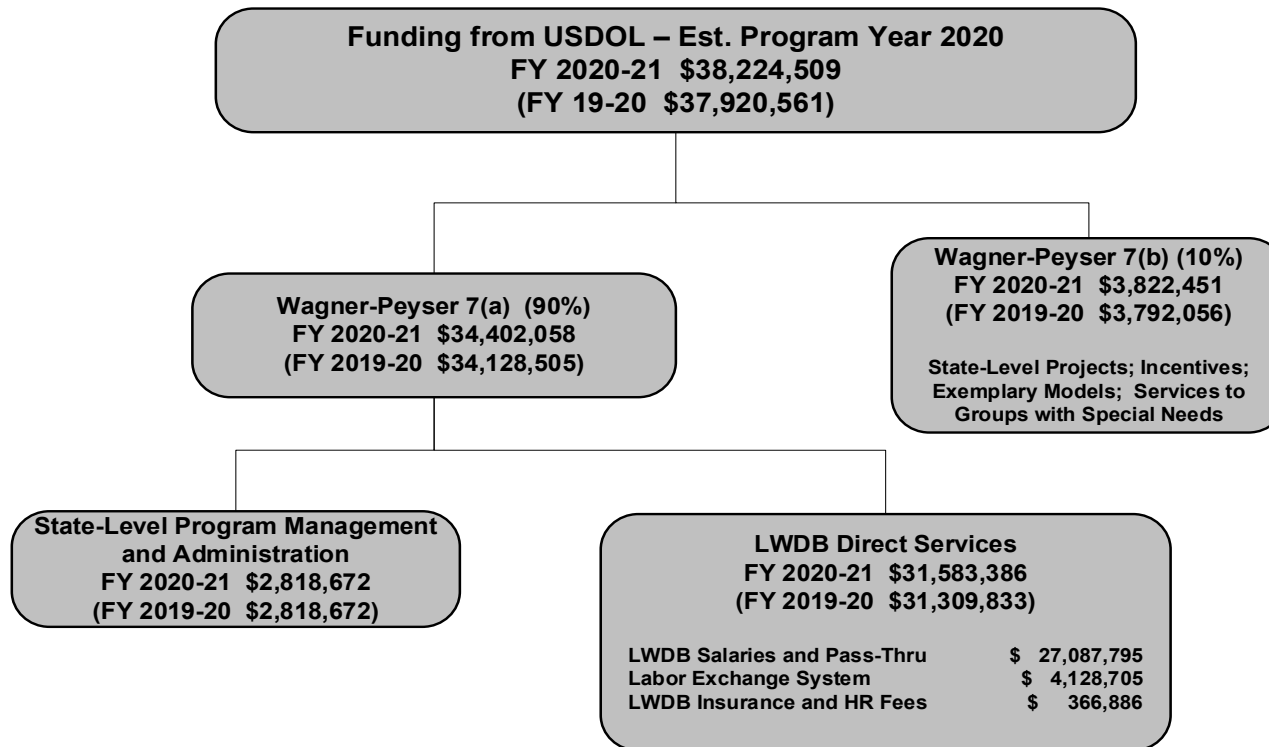 Funding from USDOL – Est. Program Year 2020
FY 2020-21 $38,224,509
(FY 19-20 $37,920,561)
Wagner-Peyser 7(a) (90%)
FY 2020-21 $34,402,058
(FY 2019-20 $34,128,505)
Wagner-Peyser 7(b) (10%)
FY 2020-21 $3,822,451
(FY 2019-20 $3,792,056)
State-Level Projects; Incentives;
Exemplary Models; Services to
Groups with Special Needs
State-Level Program Management
and Administration
FY 2020-21 $2,818,672
(FY 2019-20 $2,818,672)
LWDB Direct Services
FY 2020-21 $31,583,386
(FY 2019-20 $31,309,833)
LWDB Salaries and Pass-Thru $ 27,087,795
Labor Exchange System $ 4,128,705
LWDB Insurance and HR Fees $ 366,886